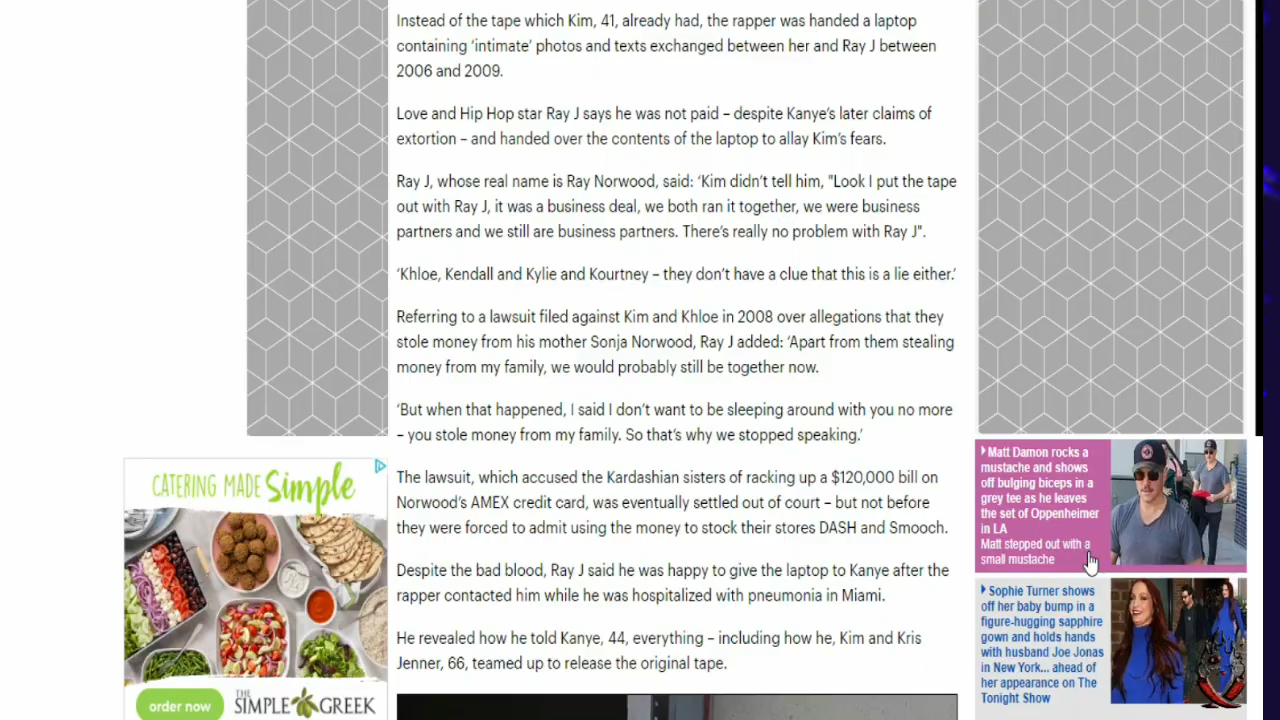 Instead of the tape which Kim, 41, already had, the rapper was handed a laptop
containing ‘intimate’ photos and texts exchanged between her and Ray J between
2006 and 2009.
Love and Hip Hop star Ray J says he was not paid – despite Kanye’s later claims of
extortion – and handed over the contents of the laptop to allay Kim’s fears.
Ray J, whose real name is Ray Norwood, said: ‘Kim didn’t tell him, "Look I put the tape
out with Ray J, it was a business deal, we both ran it together, we were business
partners and we still are business partners. There’s really no problem with Ray J".
‘Khloe, Kendall and Kylie and Kourtney – they don’t have a clue that this is a lie either.’
Referring to a lawsuit filed against Kim and Khloe in 2008 over allegations that they
stole money from his mother Sonja Norwood, Ray J added: ‘Apart from them stealing
money from my family, we would probably still be together now.
‘But when that happened, I said I don’t want to be sleeping around with you no more
– you stole money from my family. So that’s why we stopped speaking.’
The lawsuit, which accused the Kardashian sisters of racking up a $120,000 bill on
Norwood’s AMEX credit card, was eventually settled out of court – but not before
they were forced to admit using the money to stock their stores DASH and Smooch.
Despite the bad blood, Ray J said he was happy to give the laptop to Kanye after the
rapper contacted him while he was hospitalized with pneumonia in Miami.
He revealed how he told Kanye, 44, everything – including how he, Kim and Kris
Jenner, 66, teamed up to release the original tape.
CATERING MADE Simple
order now
THE
SIMPLE GREEK
Matt Damon rocks a
mustache and shows
off bulging biceps in a
grey tee as he leaves
the set of Oppenheimer
in LA
Matt stepped out with a
small mustache
Sophie Turner shows
off her baby bump in a
figure-hugging sapphire
gown and holds hands
with husband Joe Jonas
in New York... ahead of
her appearance on The
Tonight Show